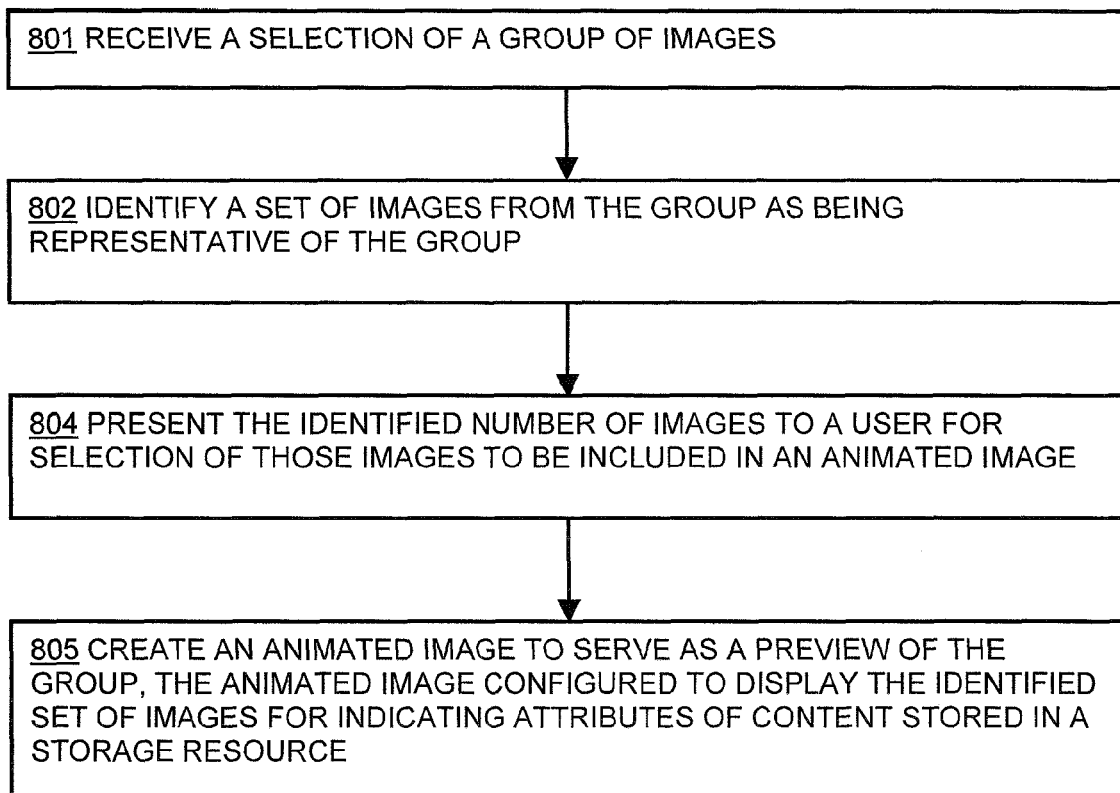 801 RECEIVE A SELECTION OF A GROUP OF IMAGES
802 IDENTIFY A SET OF IMAGES FROM THE GROUP AS BEING
REPRESENTATIVE OF THE GROUP
804 PRESENT THE IDENTIFIED NUMBER OF IMAGES TO A USER FOR
SELECTION OF THOSE IMAGES TO BE INCLUDED IN AN ANIMATED IMAGE
805 CREATE AN ANIMATED IMAGE TO SERVE AS A PREVIEW OF THE
GROUP, THE ANIMATED IMAGE CONFIGURED TO DISPLAY THE IDENTIFIED
SET OF IMAGES FOR INDICATING ATTRIBUTES OF CONTENT STORED IN A
STORAGE RESOURCE